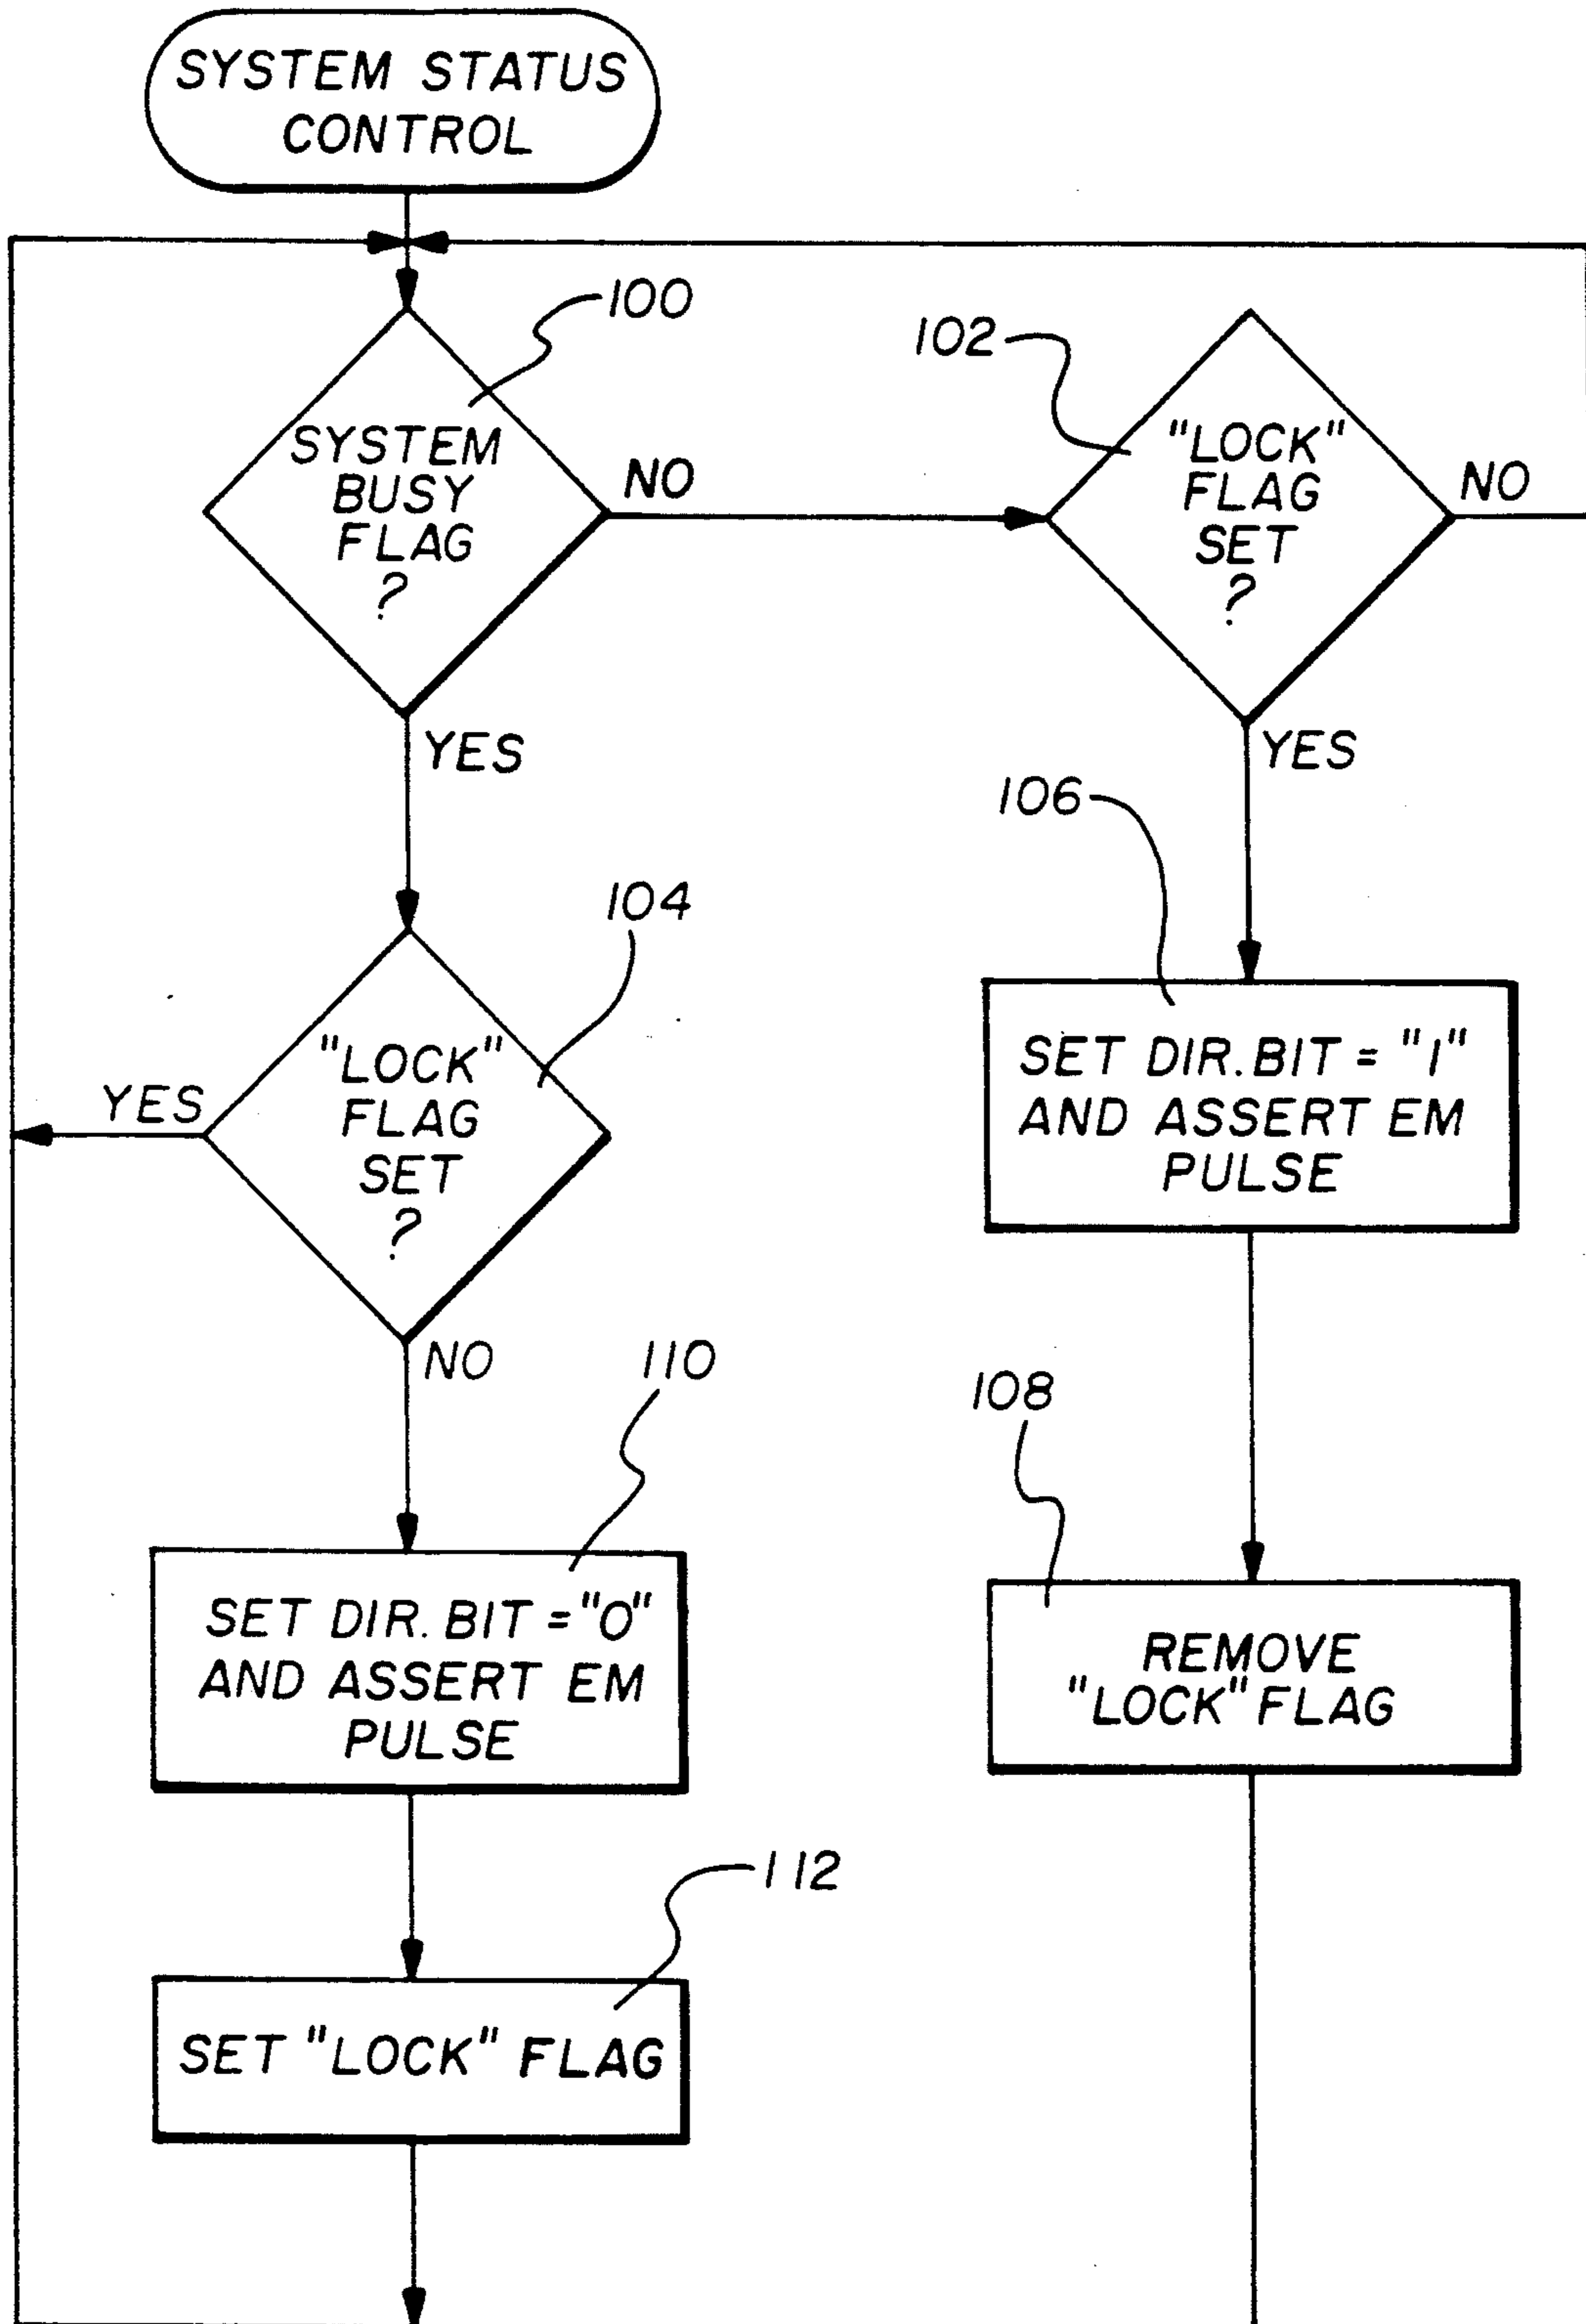 SYSTEM STATUS
CONTROL
100
SYSTEM
BUSY
FLAG
?
NO
YES
102
"LOCK"
FLAG
SET
?
NO
YES
104
"LOCK"
FLAG
SET
?
YES
NO
106
SET DIR. BIT = "1"
AND ASSERT EM
PULSE
108
REMOVE
"LOCK" FLAG
110
SET DIR. BIT = "0"
AND ASSERT EM
PULSE
112
SET "LOCK" FLAG